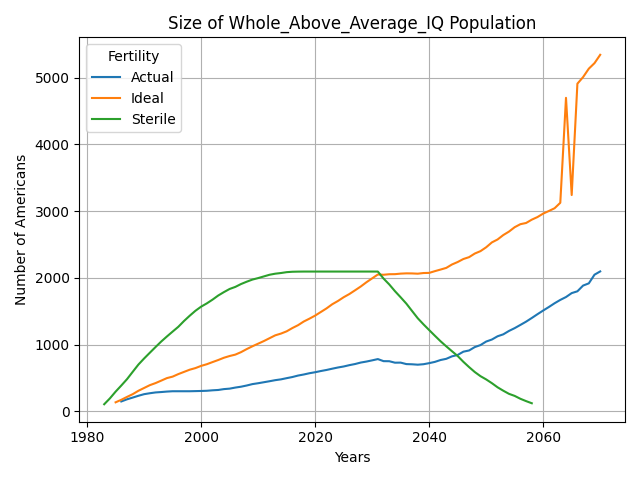 Size of Whole_Above_Average_IQ Population
Fertility
Actual
Ideal
Sterile
Number of Americans
5000
4000
3000
2000
1000
0
1980
2000
2020
2040
2060
Years